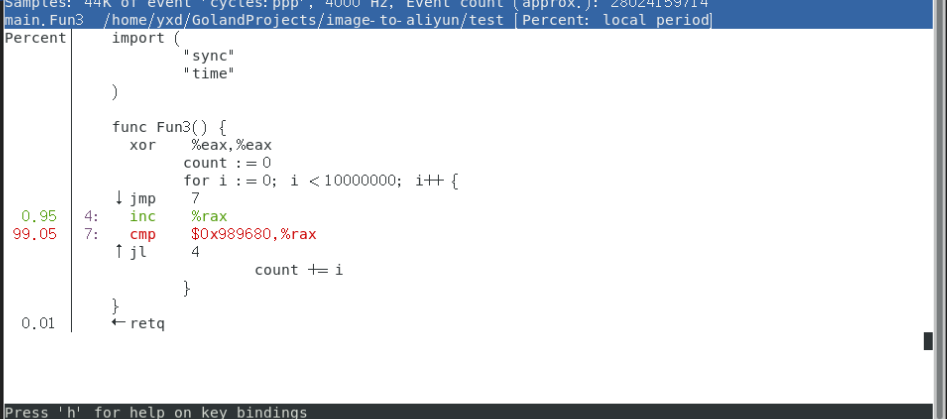 Samples: 44K of event 'cycles:ppp', 4000 Hz, Event count (approx.): 28024159714
main.Fun3  /home/yxd/GolandProjects/image-to-aliyun/test [Percent: local period]
Percent import (
"sync"
"time"
)
func Fun3() {
xor %eax,%eax
count := 0
for i := 0; i < 10000000; i++ {
↓ jmp 7
0.95 4: inc %rax
99.05 7: cmp $0x989680,%rax
↑ jl 4
count += i
}
}
0.01 ← retq
Press 'h' for help on key bindings